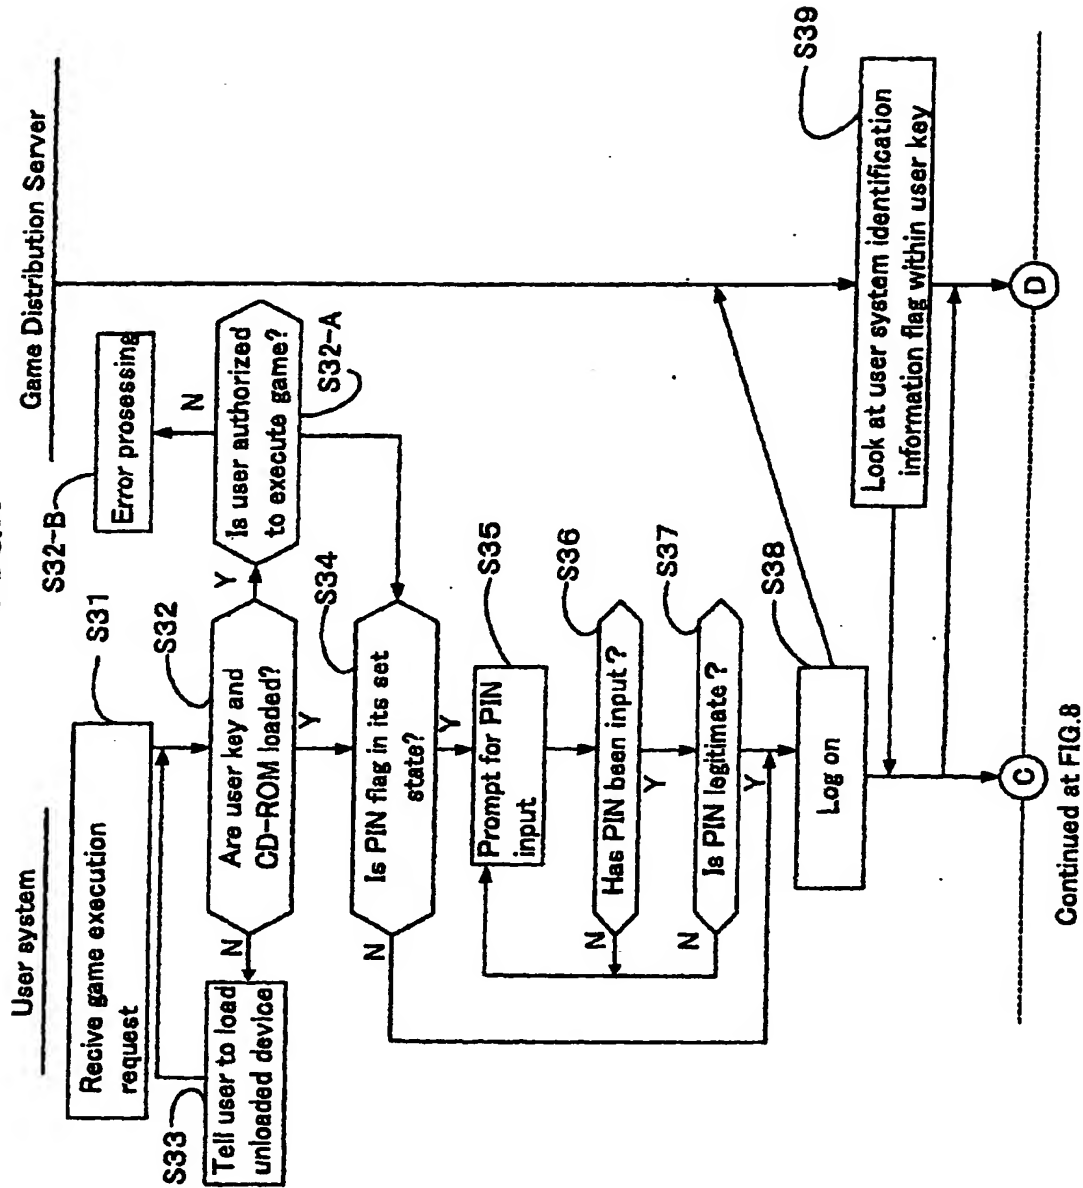 User system
Game Distribution Server
Recive game execution
request
S31
S32-B
Error prosessing
S33
Tell user to load
unloaded device
N
Are user key and
CD-ROM loaded?
S32
Y
Is user authorized
to execute game?
N
S32-A
Y
Is PIN flag in its set
state?
S34
N
Y
Prompt for PIN
input
S35
Has PIN been input?
S36
N
Y
Is PIN legitimate?
S37
N
Y
Log on
S38
Look at user system identification
information flag within user key
S39
C
D
Continued at FIG.8